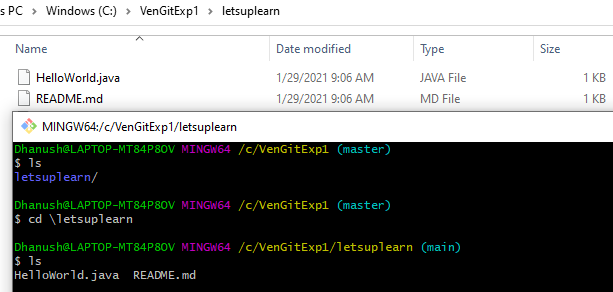 s PC > Windows (C:) > VenGitExp1 > letsuplearn
Name Date modified Type Size
HelloWorld.java 1/29/2021 9:06 AM JAVA File 1 KB
README.md 1/29/2021 9:06 AM MD File 1 KB
MINGW64:/c/VenGitExp1/letsuplearn
Dhanush@LAPTOP-MT84P8OV MINGW64 /c/VenGitExp1 (master)
$ ls
letsuplearn/
Dhanush@LAPTOP-MT84P8OV MINGW64 /c/VenGitExp1 (master)
$ cd \letsuplearn
Dhanush@LAPTOP-MT84P8OV MINGW64 /c/VenGitExp1/letsuplearn (main)
$ ls
HelloWorld.java README.md